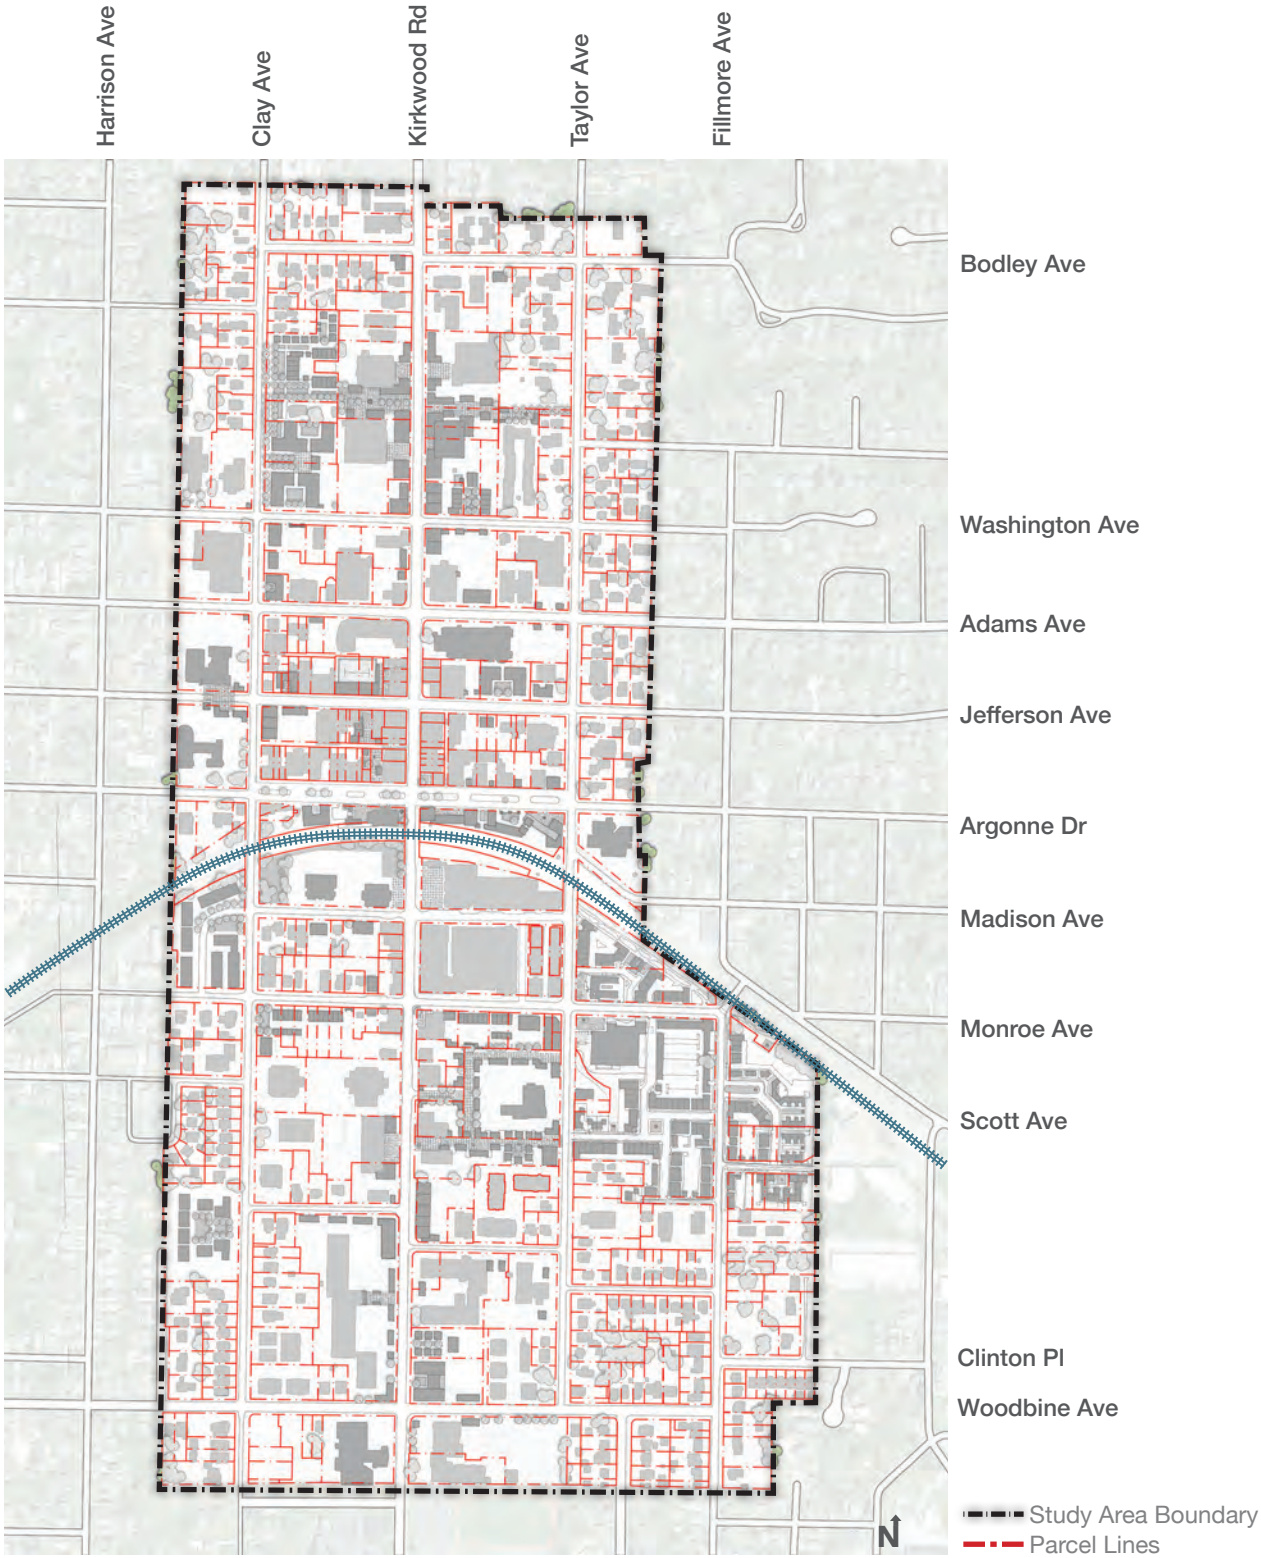 Harrison Ave
Clay Ave
Kirkwood Rd
Taylor Ave
Fillmore Ave
Bodley Ave
Washington Ave
Adams Ave
Jefferson Ave
Argonne Dr
Madison Ave
Monroe Ave
Scott Ave
Clinton Pl
Woodbine Ave
N
Study Area Boundary
Parcel Lines